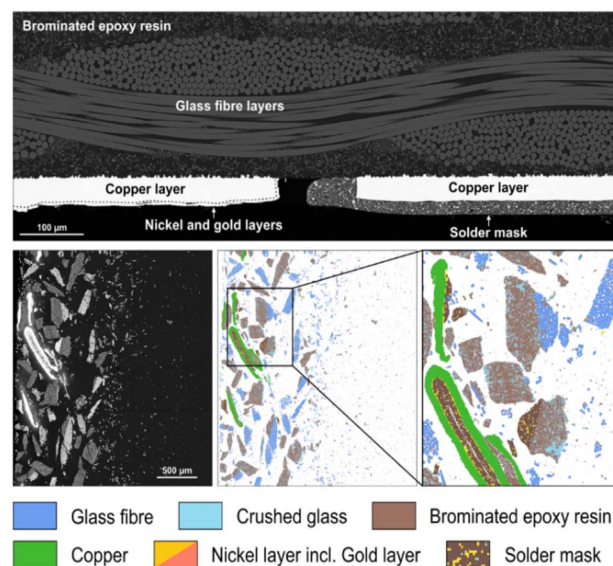 Brominated epoxy resin
Glass fibre layers
Copper layer
Copper layer
Nickel and gold layers
Solder mask
100 µm
500 µm
Glass fibre
Crushed glass
Brominated epoxy resin
Copper
Nickel layer incl. Gold layer
Solder mask